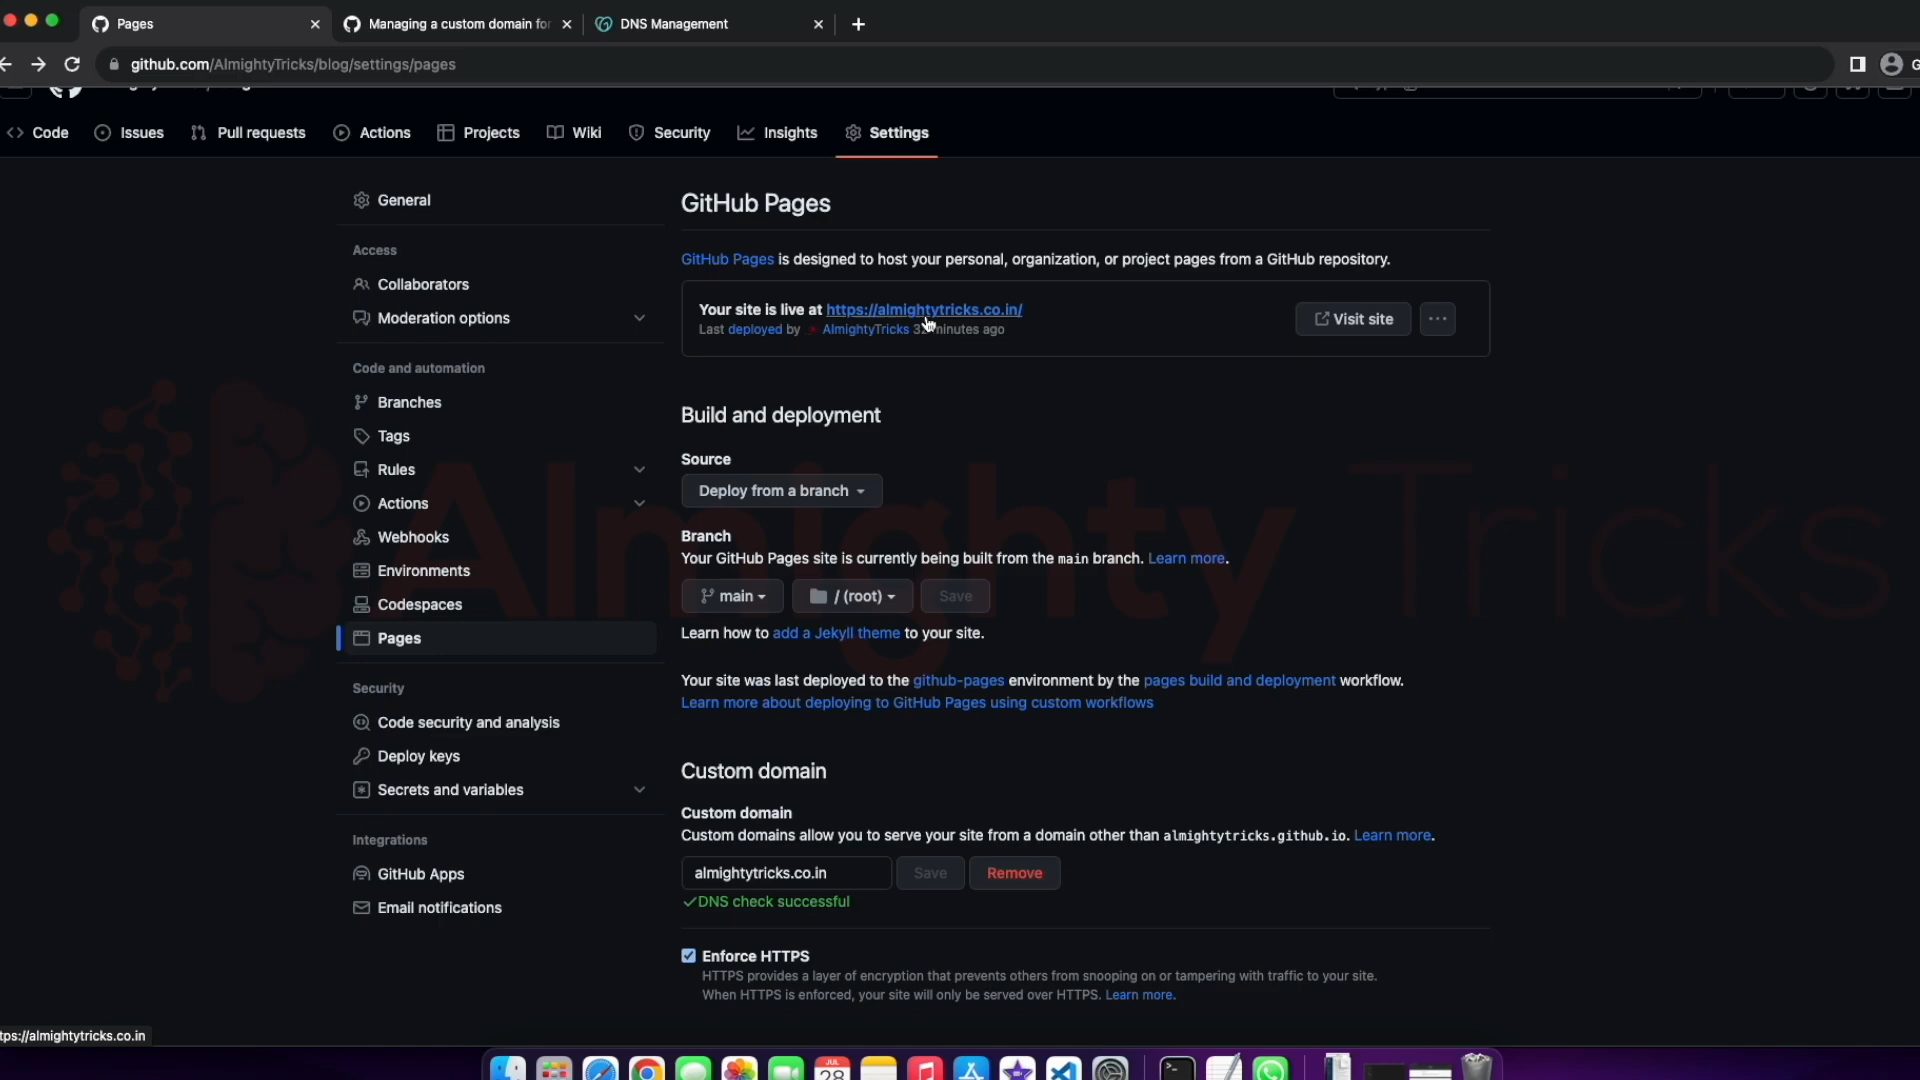 Pages
Managing a custom domain for
DNS Management
github.com/AlmightyTricks/blog/settings/pages
Code
Issues
Pull requests
Actions
Projects
Wiki
Security
Insights
Settings
General
Access
Collaborators
Moderation options
Code and automation
Branches
Tags
Rules
Actions
Webhooks
Environments
Codespaces
Pages
Security
Code security and analysis
Deploy keys
Secrets and variables
Integrations
GitHub Apps
Email notifications
GitHub Pages
GitHub Pages is designed to host your personal, organization, or project pages from a GitHub repository.
Your site is live at https://almightytricks.co.in/
Last deployed by AlmightyTricks minutes ago
Visit site
Build and deployment
Source
Deploy from a branch
Branch
Your GitHub Pages site is currently being built from the main branch. Learn more.
main
/ (root)
Save
Learn how to add a Jekyll theme to your site.
Your site was last deployed to the github-pages environment by the pages build and deployment workflow.
Learn more about deploying to GitHub Pages using custom workflows
Custom domain
Custom domain
Custom domains allow you to serve your site from a domain other than almightytricks.github.io. Learn more.
almightytricks.co.in
Save
Remove
✓DNS check successful
Enforce HTTPS
HTTPS provides a layer of encryption that prevents others from snooping on or tampering with traffic to your site.
When HTTPS is enforced, your site will only be served over HTTPS. Learn more.
Almighty Tricks
tps://almightytricks.co.in
JUL
28